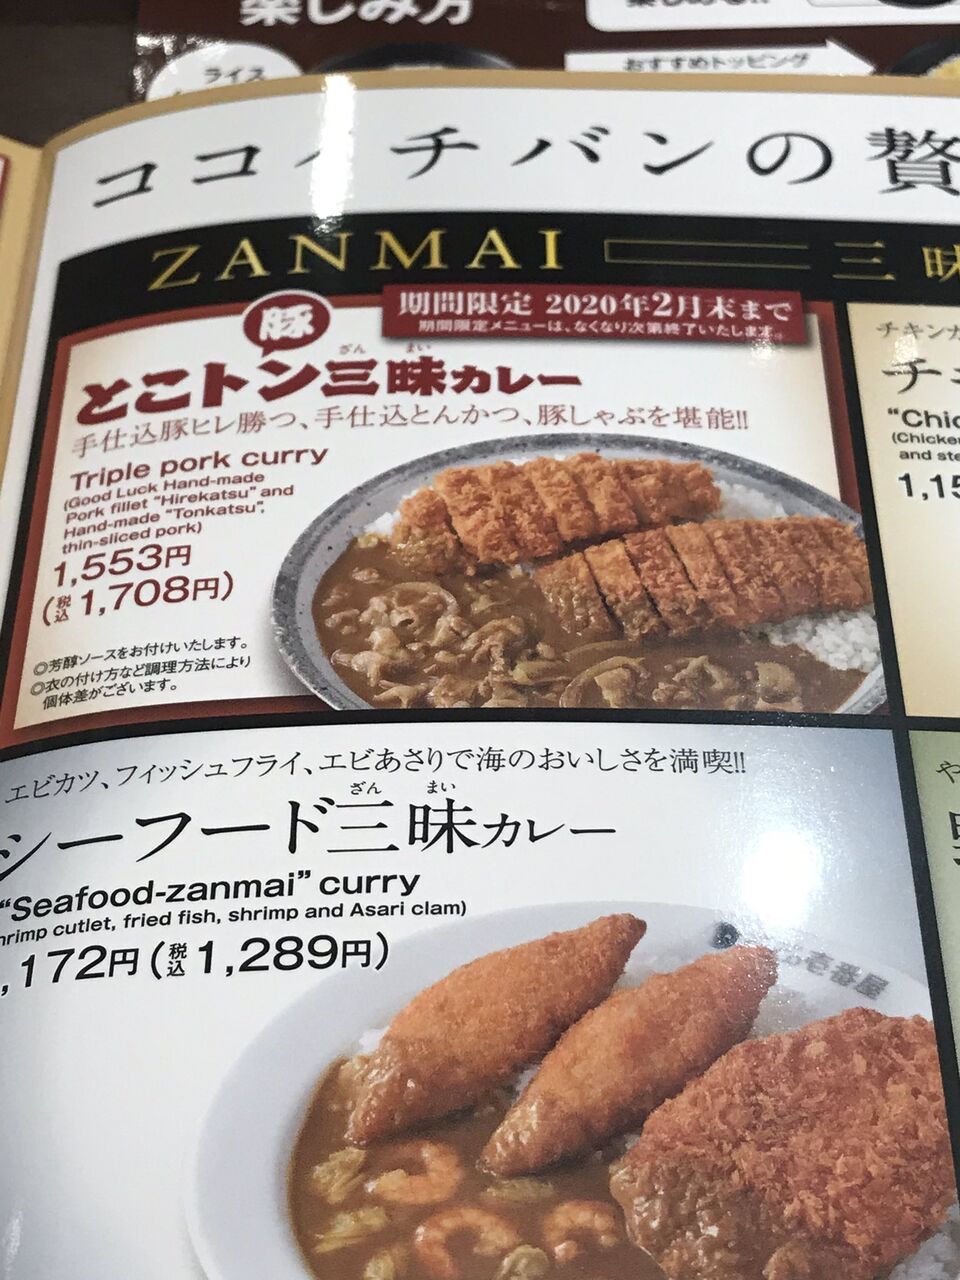 楽しみ方
ライス
おすすめトッピング
ココイチバンの贅
ZANMAI 三味
期間限定 2020年2月末まで
期間限定メニューは、なくなり次第終了いたします。
豚
ざん まい
とこトン三昧カレー
手仕込豚ヒレ勝つ、手仕込とんかつ、豚しゃぶを堪能!!
Triple pork curry
(Good Luck Hand-made
Pork fillet "Hirekatsu" and
Hand-made "Tonkatsu",
thin-sliced pork)
1,553円
(税込1,708円)
◎芳醇ソースをお付けいたします。
◎衣の付け方など調理方法により
個体差がございます。
チキンカ
チキ
"Chic
(Chicken
and ste
1,15
エビカツ、フィッシュフライ、エビあさりで海のおいしさを満喫!!
ざん まい
シーフード三昧カレー
"Seafood-zanmai" curry
hrimp cutlet, fried fish, shrimp and Asari clam)
,172円(税込1,289円)
壱番屋
や